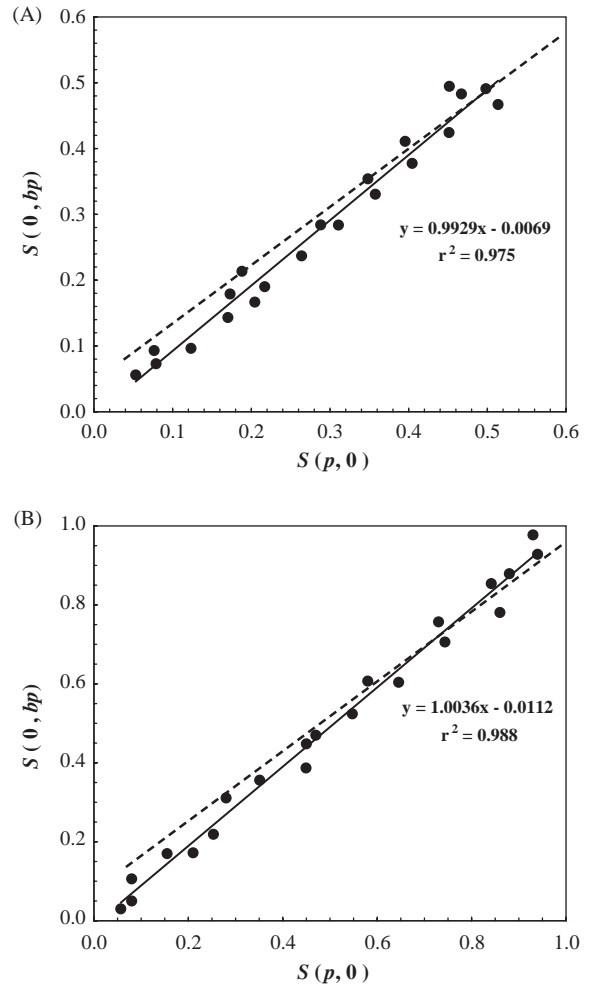 (A)
0.6
0.5
0.4
0.3
0.2
0.1
0.0
S ( 0 , bp )
y = 0.9929x - 0.0069
r² = 0.975
0.0 0.1 0.2 0.3 0.4 0.5 0.6
S ( p , 0 )
(B)
1.0
0.8
0.6
0.4
0.2
0.0
S ( 0 , bp )
y = 1.0036x - 0.0112
r² = 0.988
0.0 0.2 0.4 0.6 0.8 1.0
S ( p , 0 )